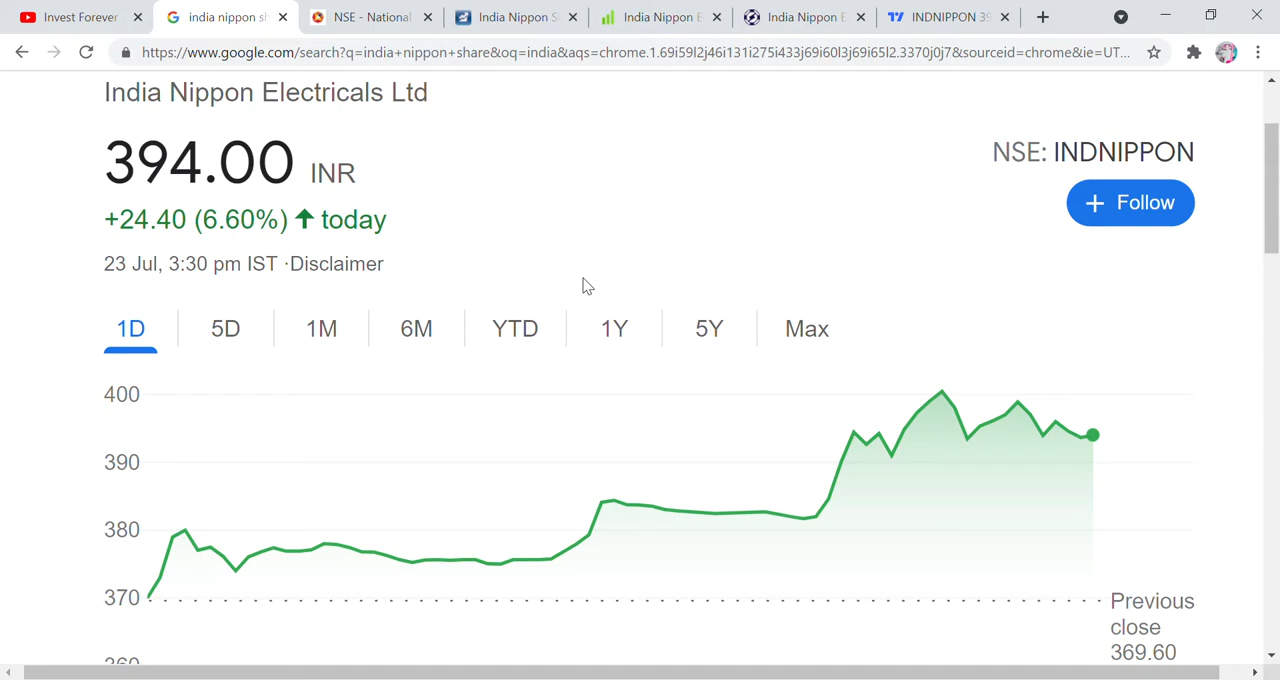 Invest Forever
india nippon sh
NSE - National
India Nippon S
India Nippon E
India Nippon E
INDNIPPON 39
https://www.google.com/search?q=india+nippon+share&oq=india&aqs=chrome.1.69i59l2j46i131i275i433j69i60l3j69i65l2.3370j0j7&sourceid=chrome&ie=UT...
India Nippon Electricals Ltd
394.00 INR
NSE: INDNIPPON
+ Follow
+24.40 (6.60%) ↑ today
23 Jul, 3:30 pm IST ·Disclaimer
1D 5D 1M 6M YTD 1Y 5Y Max
400
390
380
370
Previous
close
369.60
360